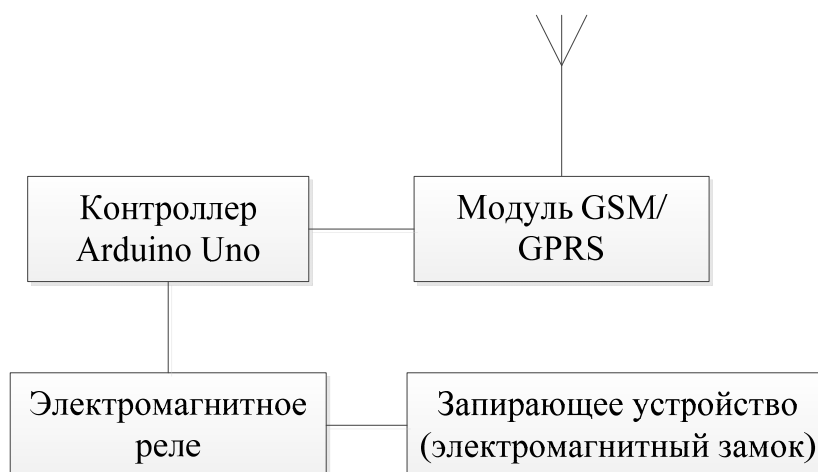 Контроллер
Arduino Uno
Модуль GSM/
GPRS
Электромагнитное
реле
Запирающее устройство
(электромагнитный замок)